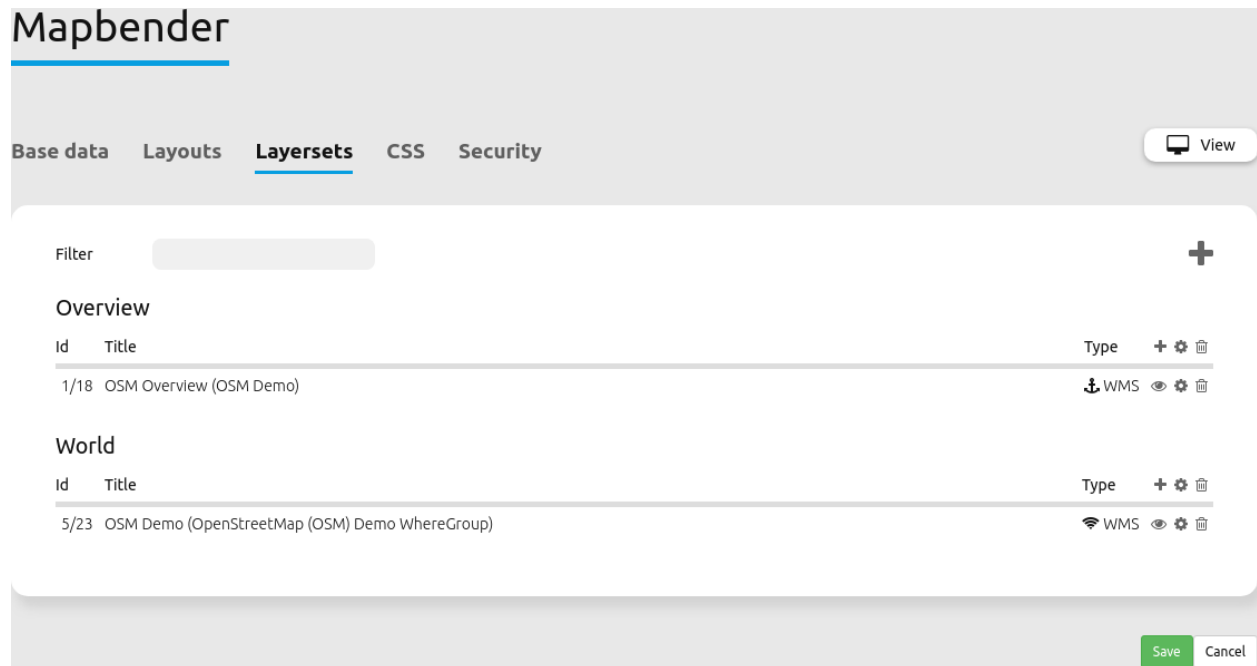 Mapbender
Base data Layouts Layersets CSS Security View
Filter
Overview
Id Title Type
1/18 OSM Overview (OSM Demo) WMS
World
Id Title Type
5/23 OSM Demo (OpenStreetMap (OSM) Demo WhereGroup) WMS
Save Cancel